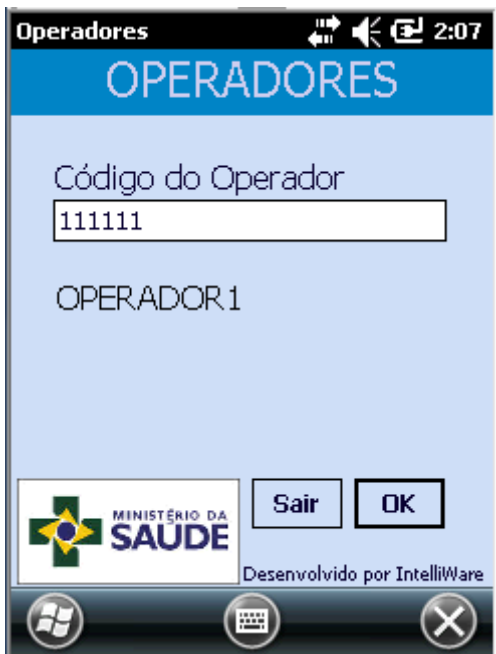 Operadores 2:07
OPERADORES
Código do Operador
111111
OPERADOR1
MINISTÉRIO DA
SAÚDE
Sair OK
Desenvolvido por IntelliWare